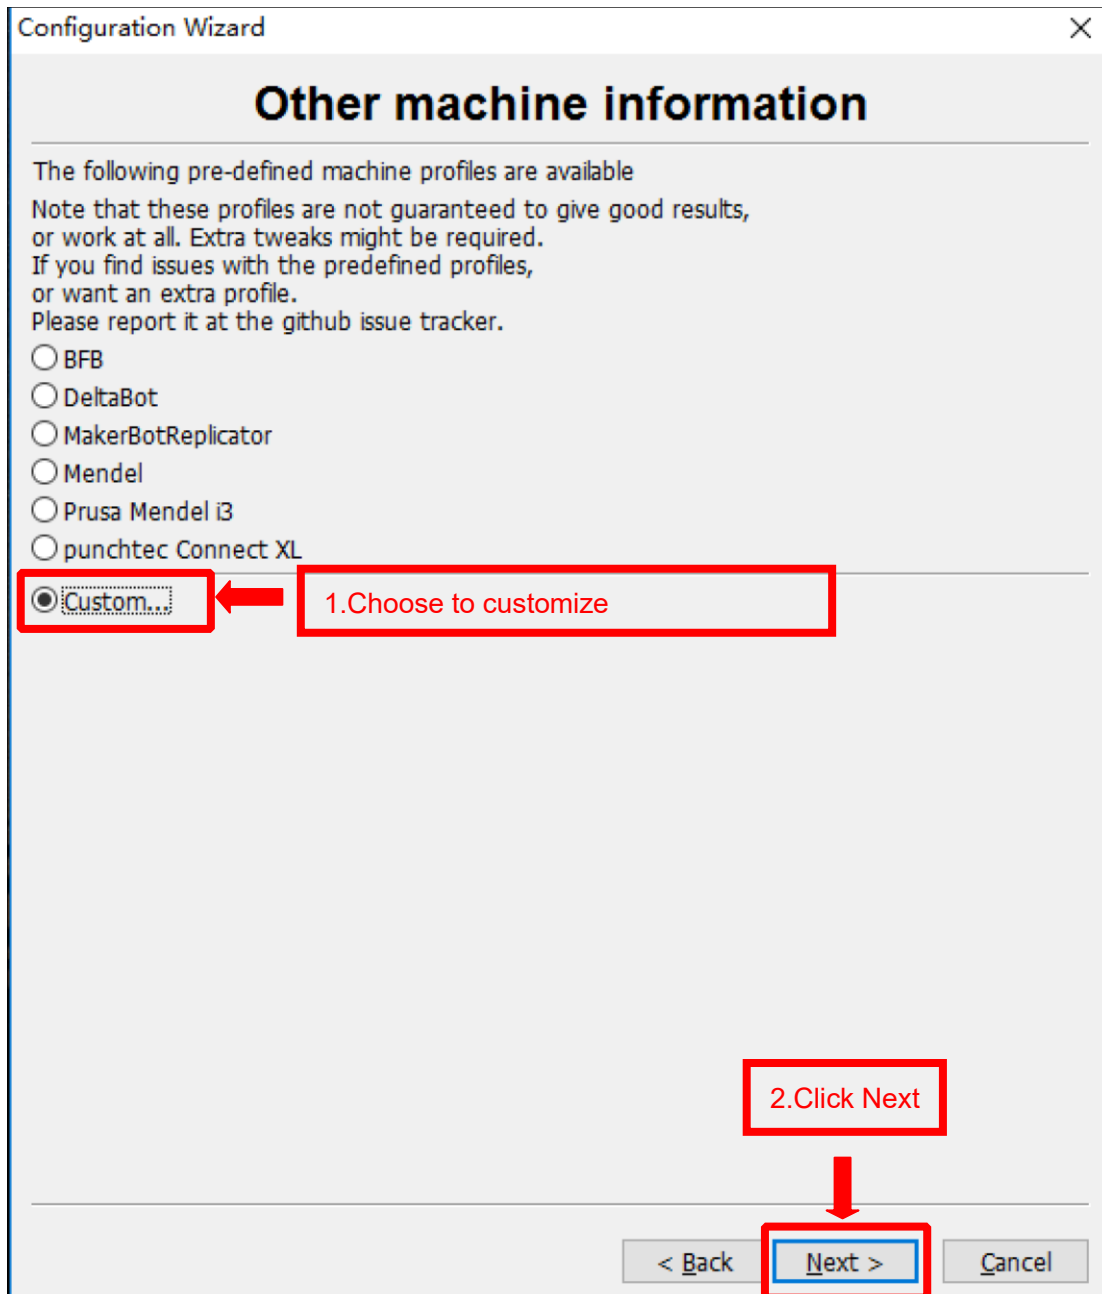 Configuration Wizard
Other machine information
The following pre-defined machine profiles are available
Note that these profiles are not guaranteed to give good results,
or work at all. Extra tweaks might be required.
If you find issues with the predefined profiles,
or want an extra profile.
Please report it at the github issue tracker.
BFB
DeltaBot
MakerBotReplicator
Mendel
Prusa Mendel i3
punchtec Connect XL
Custom...
1.Choose to customize
2.Click Next
< Back
Next >
Cancel